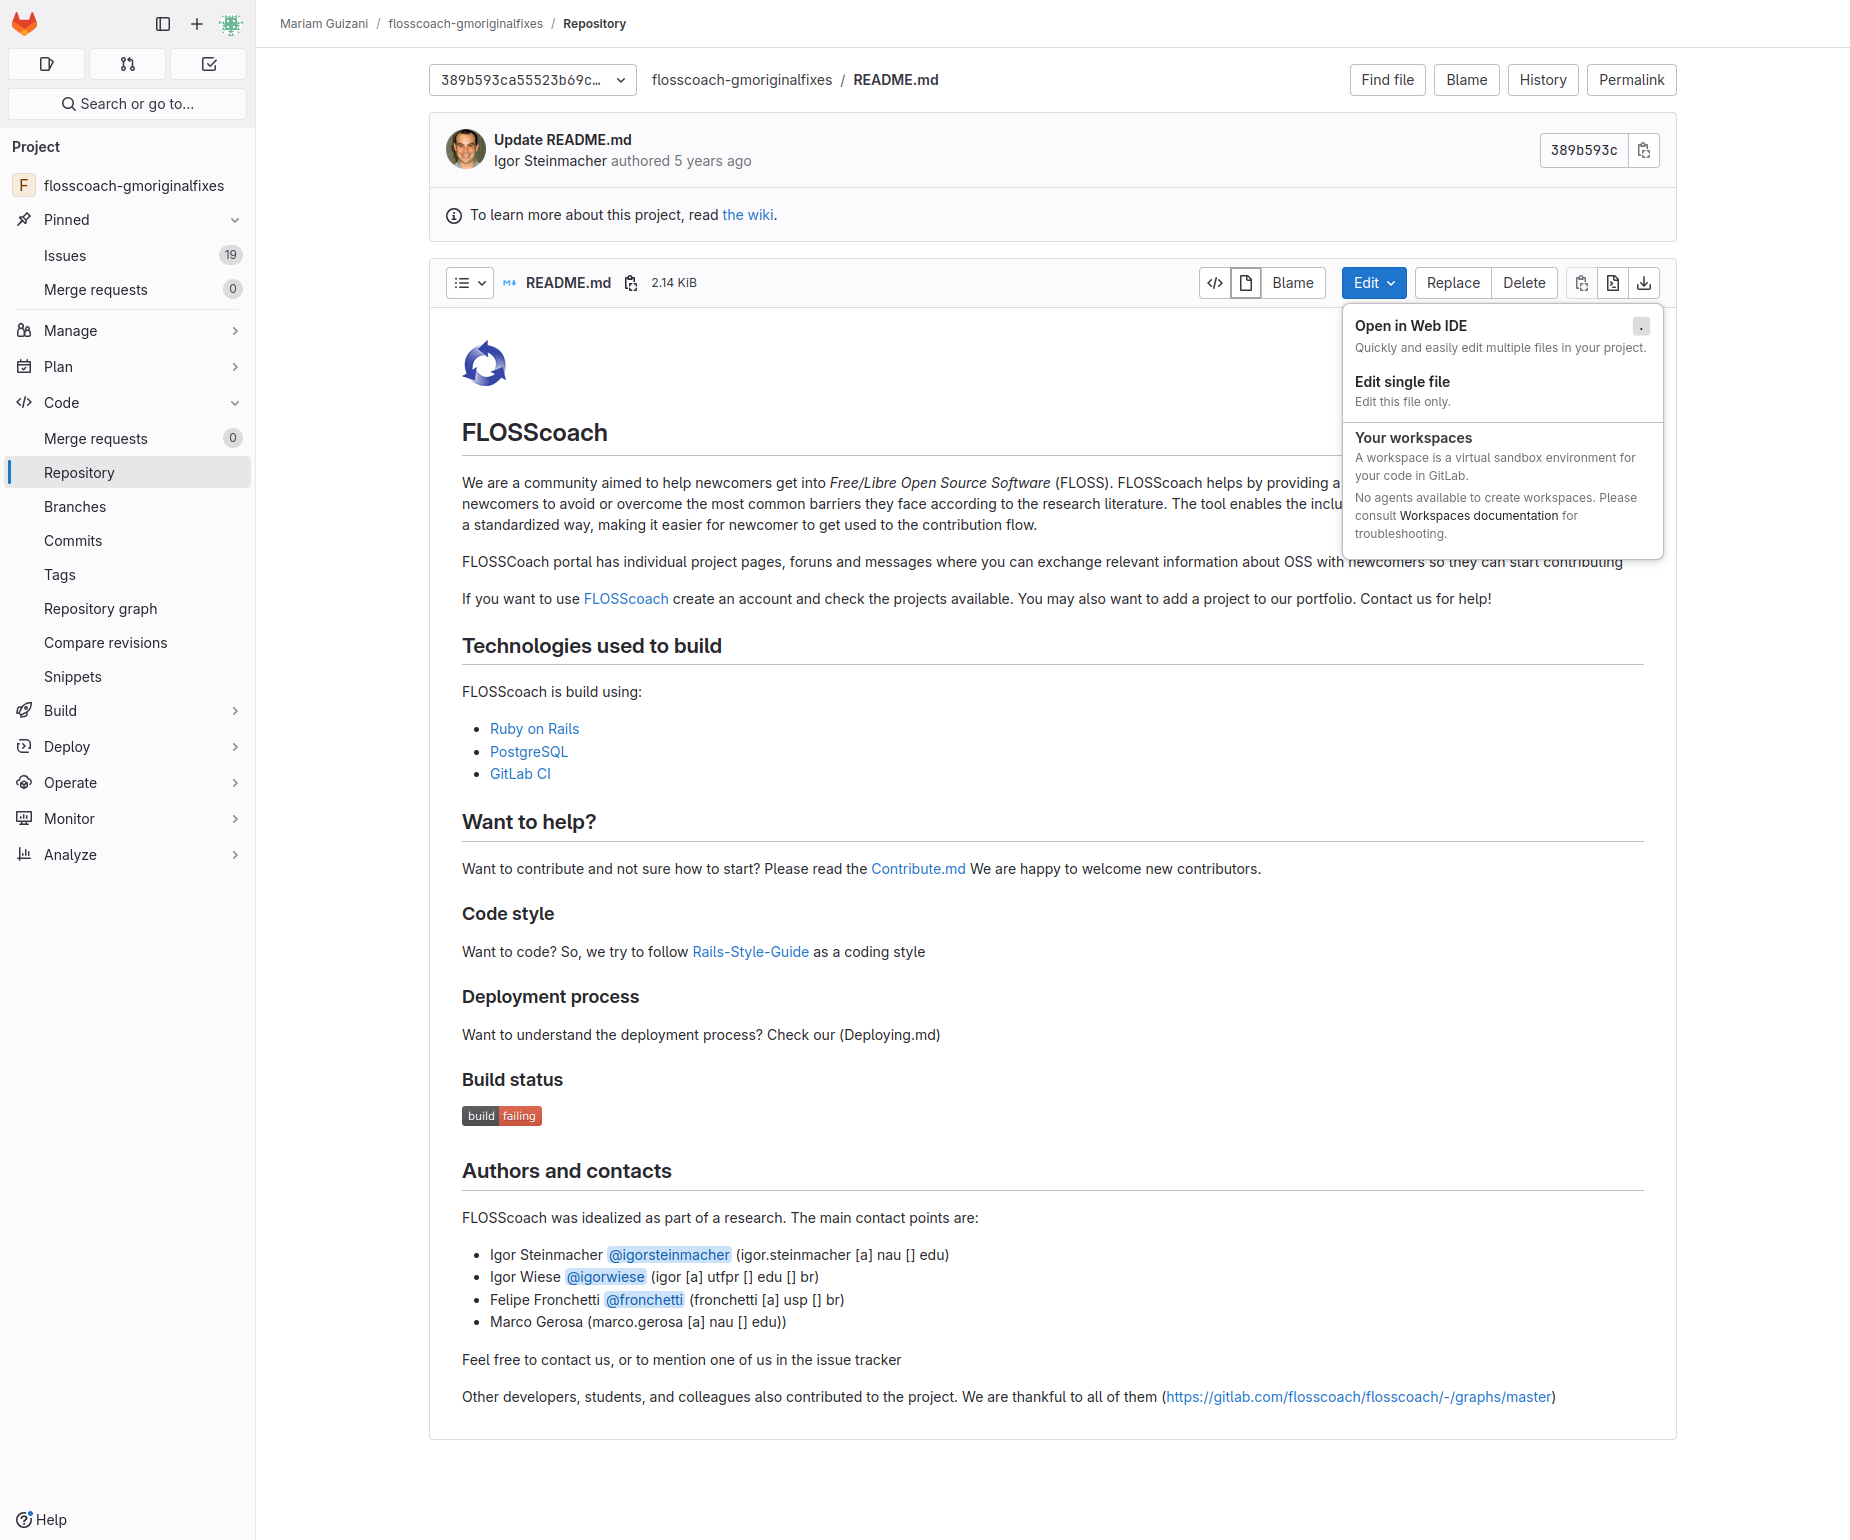 Mariam Guizani / flosscoach-gmoriginalfixes / Repository
Search or go to...
Project
F flosscoach-gmoriginalfixes
Pinned
Issues 19
Merge requests 0
Manage
Plan
Code
Merge requests 0
Repository
Branches
Commits
Tags
Repository graph
Compare revisions
Snippets
Build
Deploy
Operate
Monitor
Analyze
Help
389b593ca55523b69c… flosscoach-gmoriginalfixes / README.md Find file Blame History Permalink
Update README.md
Igor Steinmacher authored 5 years ago
389b593c
To learn more about this project, read the wiki.
README.md 2.14 KiB Blame Edit Replace Delete
Open in Web IDE .
Quickly and easily edit multiple files in your project.
Edit single file
Edit this file only.
Your workspaces
A workspace is a virtual sandbox environment for
your code in GitLab.
No agents available to create workspaces. Please
consult Workspaces documentation for
troubleshooting.
FLOSScoach
We are a community aimed to help newcomers get into Free/Libre Open Source Software (FLOSS). FLOSScoach helps by providing a
newcomers to avoid or overcome the most common barriers they face according to the research literature. The tool enables the inclu
a standardized way, making it easier for newcomer to get used to the contribution flow.
FLOSSCoach portal has individual project pages, foruns and messages where you can exchange relevant information about OSS with newcomers so they can start contributing
If you want to use FLOSScoach create an account and check the projects available. You may also want to add a project to our portfolio. Contact us for help!
Technologies used to build
FLOSScoach is build using:
• Ruby on Rails
• PostgreSQL
• GitLab CI
Want to help?
Want to contribute and not sure how to start? Please read the Contribute.md We are happy to welcome new contributors.
Code style
Want to code? So, we try to follow Rails-Style-Guide as a coding style
Deployment process
Want to understand the deployment process? Check our (Deploying.md)
Build status
build failing
Authors and contacts
FLOSScoach was idealized as part of a research. The main contact points are:
• Igor Steinmacher @igorsteinmacher (igor.steinmacher [a] nau [] edu)
• Igor Wiese @igorwiese (igor [a] utfpr [] edu [] br)
• Felipe Fronchetti @fronchetti (fronchetti [a] usp [] br)
• Marco Gerosa (marco.gerosa [a] nau [] edu))
Feel free to contact us, or to mention one of us in the issue tracker
Other developers, students, and colleagues also contributed to the project. We are thankful to all of them (https://gitlab.com/flosscoach/flosscoach/-/graphs/master)